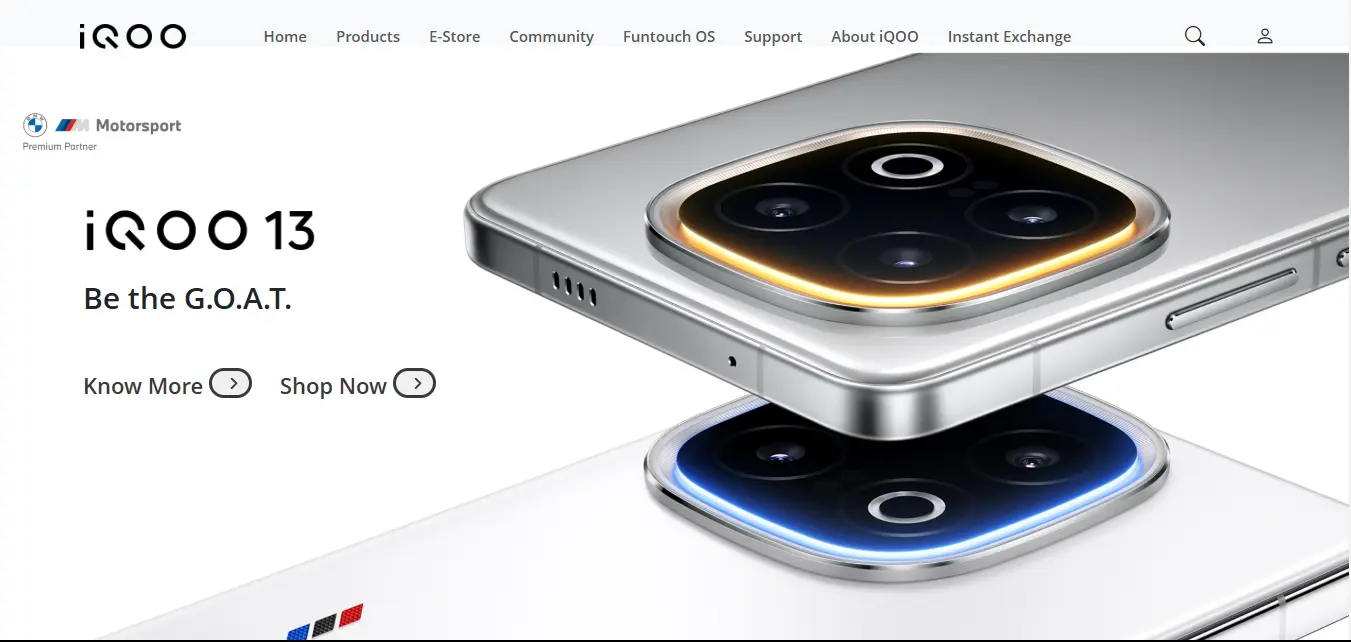 iQOO Home Products E-Store Community Funtouch OS Support About iQOO Instant Exchange
BMW M Motorsport
Premium Partner
iQOO 13
Be the G.O.A.T.
Know More Shop Now